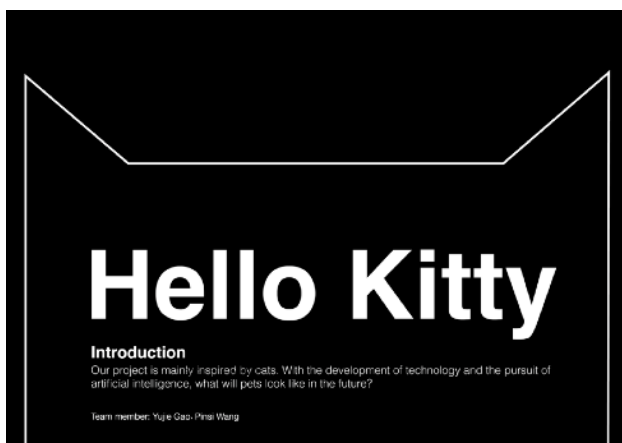 Hello Kitty
Introduction
Our project is mainly inspired by cats. With the development of technology and the pursuit of
artificial intelligence, what will pets look like in the future?
Team member: Yujie Gao, Pinsi Wang